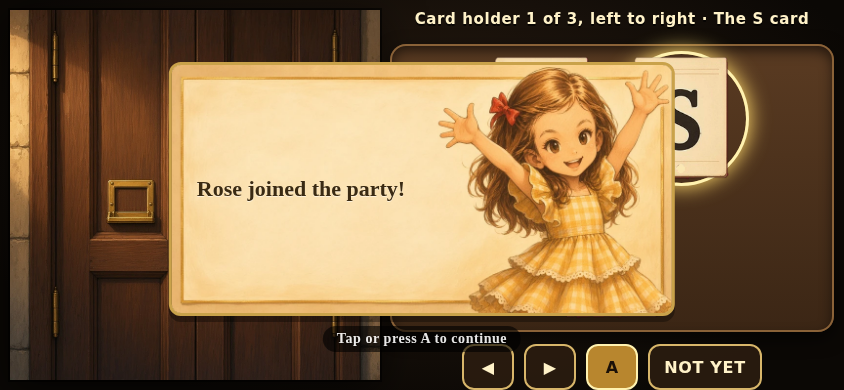 Card holder 1 of 3, left to right · The S card
S
Rose joined the party!
Tap or press A to continue
◀ ▶ A NOT YET